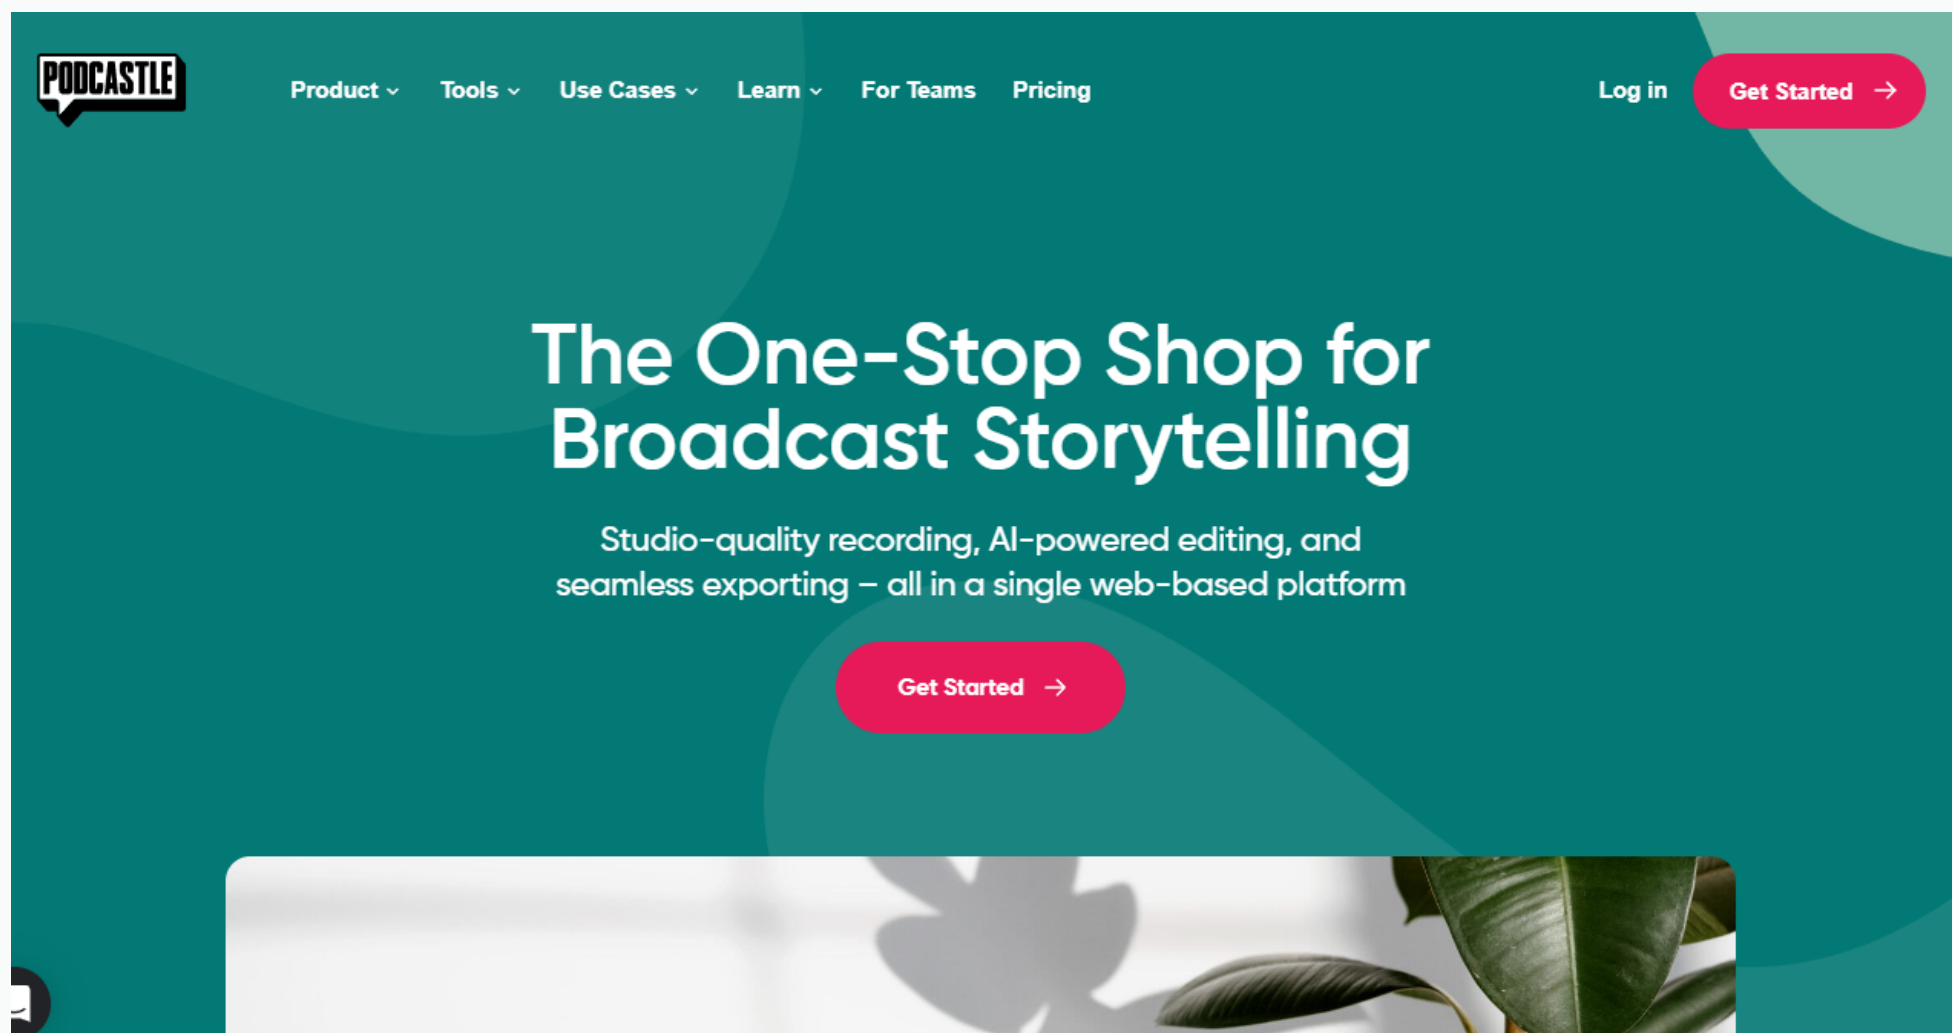 PODCASTLE
Product
Tools
Use Cases
Learn
For Teams
Pricing
Log in
Get Started
The One-Stop Shop for
Broadcast Storytelling
Studio-quality recording, AI-powered editing, and
seamless exporting – all in a single web-based platform
Get Started